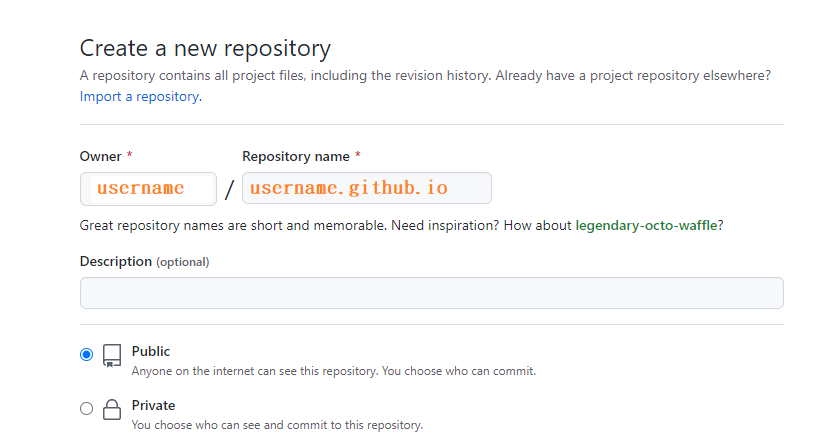 Create a new repository
A repository contains all project files, including the revision history. Already have a project repository elsewhere?
Import a repository.
Owner * Repository name *
username / username.github.io
Great repository names are short and memorable. Need inspiration? How about legendary-octo-waffle?
Description (optional)
Public
Anyone on the internet can see this repository. You choose who can commit.
Private
You choose who can see and commit to this repository.